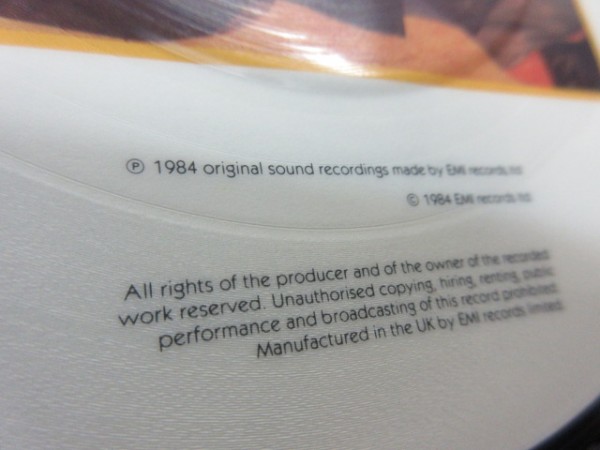 ℗ 1984 original sound recordings made by EMI records ltd
© 1984 EMI records ltd
All rights of the producer and of the owner of the recorded
work reserved. Unauthorised copying, hiring, renting, public
performance and broadcasting of this record prohibited.
Manufactured in the UK by EMI records limited.